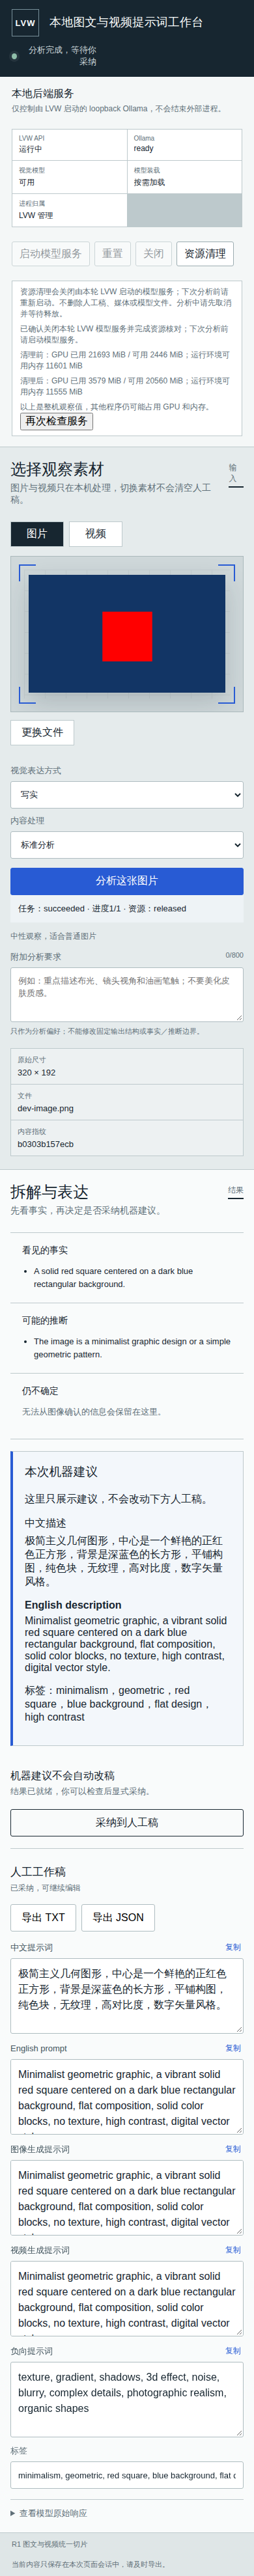 LVW
本地图文与视频提示词工作台
分析完成，等待你
采纳
本地后端服务
仅控制由 LVW 启动的 loopback Ollama，不会结束外部进程。
LVW API
运行中
Ollama
ready
视觉模型
可用
模型装载
按需加载
进程归属
LVW 管理
启动模型服务
重置
关闭
资源清理
资源清理会关闭由本轮 LVW 启动的模型服务；下次分析前请
重新启动。不删除人工稿、媒体或模型文件。分析中请先取消
并等待释放。
已确认关闭本轮 LVW 模型服务并完成资源核对；下次分析前
请启动模型服务。
清理前：GPU 已用 21693 MiB / 可用 2446 MiB；运行环境可
用内存 11601 MiB
清理后：GPU 已用 3579 MiB / 可用 20560 MiB；运行环境可
用内存 11555 MiB
以上是整机观察值，其他程序仍可能占用 GPU 和内存。
再次检查服务
选择观察素材
输
入
图片与视频只在本机处理，切换素材不会清空人工
稿。
图片
视频
更换文件
视觉表达方式
写实
内容处理
标准分析
分析这张图片
任务：succeeded · 进度1/1 · 资源：released
中性观察，适合普通图片
附加分析要求
0/800
例如：重点描述布光、镜头视角和油画笔触；不要美化皮
肤质感。
只作为分析偏好；不能修改固定输出结构或事实／推断边界。
原始尺寸
320 × 192
文件
dev-image.png
内容指纹
b0303b157ecb
拆解与表达
结果
先看事实，再决定是否采纳机器建议。
看见的事实
• A solid red square centered on a dark blue
rectangular background.
可能的推断
• The image is a minimalist graphic design or a simple
geometric pattern.
仍不确定
无法从图像确认的信息会保留在这里。
本次机器建议
这里只展示建议，不会改动下方人工稿。
中文描述
极简主义几何图形，中心是一个鲜艳的正红
色正方形，背景是深蓝色的长方形，平铺构
图，纯色块，无纹理，高对比度，数字矢量
风格。
English description
Minimalist geometric graphic, a vibrant solid
red square centered on a dark blue
rectangular background, flat composition,
solid color blocks, no texture, high contrast,
digital vector style.
标签：minimalism，geometric，red
square，blue background，flat design，
high contrast
机器建议不会自动改稿
结果已就绪，你可以检查后显式采纳。
采纳到人工稿
人工工作稿
已采纳，可继续编辑
导出 TXT
导出 JSON
中文提示词
复制
极简主义几何图形，中心是一个鲜艳的正红色
正方形，背景是深蓝色的长方形，平铺构图，
纯色块，无纹理，高对比度，数字矢量风格。
English prompt
复制
Minimalist geometric graphic, a vibrant solid
red square centered on a dark blue rectangular
background, flat composition, solid color
blocks, no texture, high contrast, digital vector
图像生成提示词
复制
Minimalist geometric graphic, a vibrant solid
red square centered on a dark blue rectangular
background, flat composition, solid color
blocks, no texture, high contrast, digital vector
视频生成提示词
复制
Minimalist geometric graphic, a vibrant solid
red square centered on a dark blue rectangular
background, flat composition, solid color
blocks, no texture, high contrast, digital vector
负向提示词
复制
texture, gradient, shadows, 3d effect, noise,
blurry, complex details, photographic realism,
organic shapes
标签
minimalism, geometric, red square, blue background, flat
▶ 查看模型原始响应
R1 图文与视频统一切片
当前内容只保存在本次页面会话中，请及时导出。